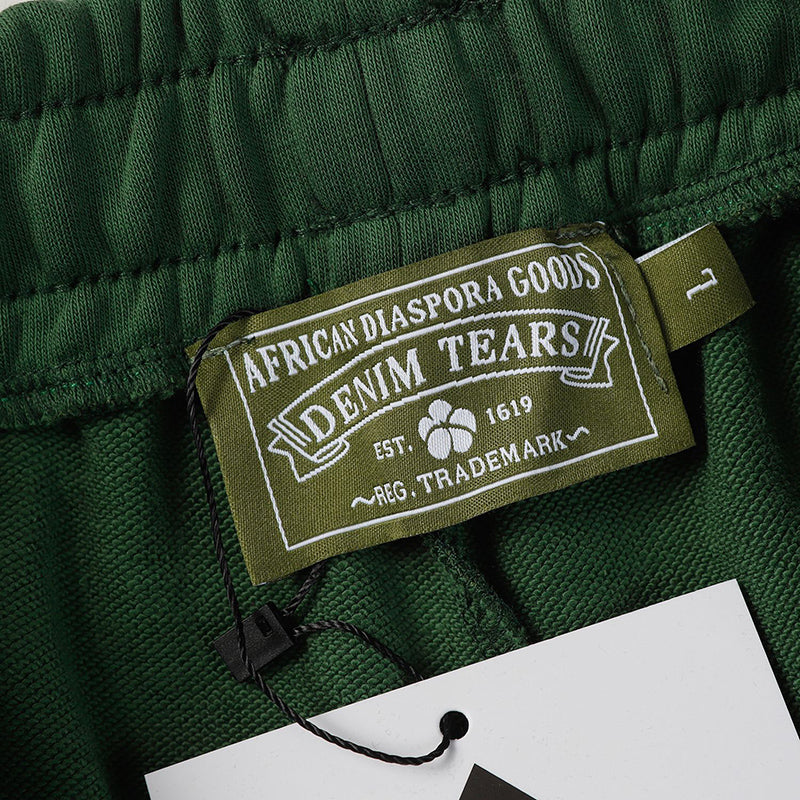 AFRICAN DIASPORA GOODS
DENIM TEARS
EST. 1619
~REG. TRADEMARK~
L